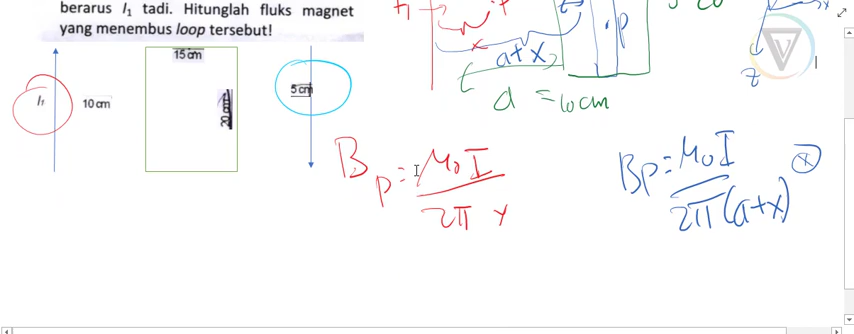 berarus I₁ tadi. Hitunglah fluks magnet
yang menembus loop tersebut!
15 cm
I₁
10 cm
20 cm
5 cm
x
a+x
.p
d = 10 cm
z
B_p = μ₀ I / 2π x
Bp = μ₀ I / 2π (a+x) ⊗